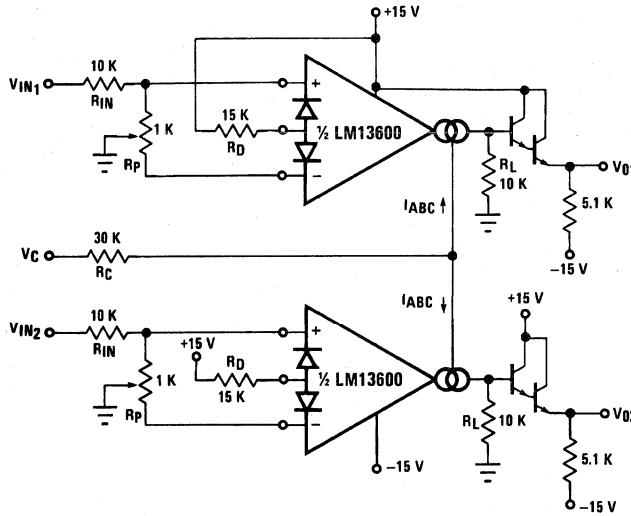 +15 V
10 K
VIN1
RIN
15 K
RD
+
½ LM13600
−
1 K
RP
RL
10 K
IABC ↑
VO1
5.1 K
−15 V
30 K
VC
RC
IABC ↓
+15 V
10 K
VIN2
RIN
+15 V
RD
15 K
+
½ LM13600
−
1 K
RP
RL
10 K
−15 V
5.1 K
−15 V